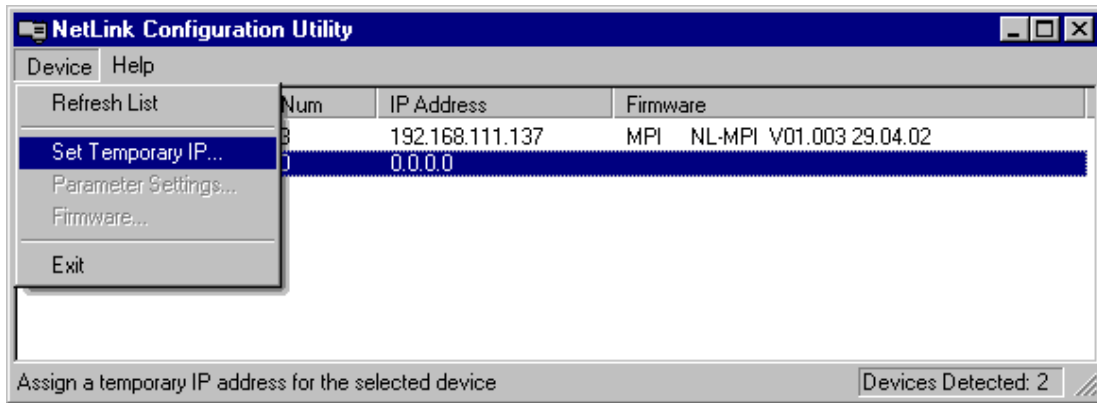 NetLink Configuration Utility
Device Help
Refresh List
Num IP Address Firmware
3 192.168.111.137 MPI NL-MPI V01.003 29.04.02
Set Temporary IP...
0.0.0.0
Parameter Settings...
Firmware...
Exit
Assign a temporary IP address for the selected device Devices Detected: 2